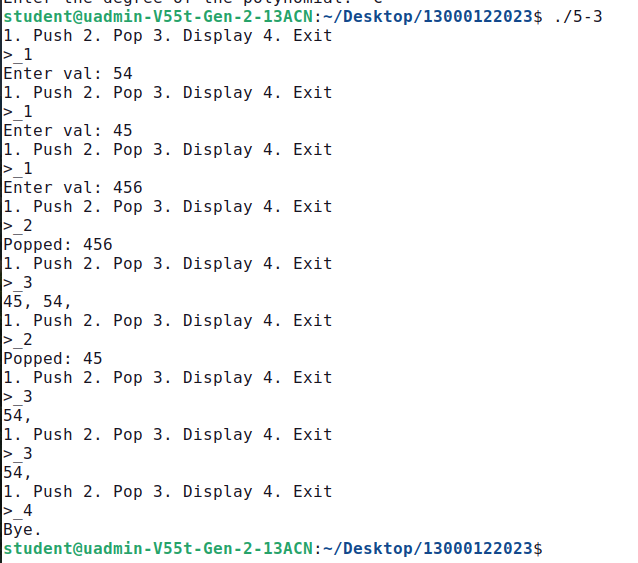 Enter the degree of the polynomial: ^C
student@uadmin-V55t-Gen-2-13ACN:~/Desktop/13000122023$ ./5-3
1. Push 2. Pop 3. Display 4. Exit
>_1
Enter val: 54
1. Push 2. Pop 3. Display 4. Exit
>_1
Enter val: 45
1. Push 2. Pop 3. Display 4. Exit
>_1
Enter val: 456
1. Push 2. Pop 3. Display 4. Exit
>_2
Popped: 456
1. Push 2. Pop 3. Display 4. Exit
>_3
45, 54,
1. Push 2. Pop 3. Display 4. Exit
>_2
Popped: 45
1. Push 2. Pop 3. Display 4. Exit
>_3
54,
1. Push 2. Pop 3. Display 4. Exit
>_3
54,
1. Push 2. Pop 3. Display 4. Exit
>_4
Bye.
student@uadmin-V55t-Gen-2-13ACN:~/Desktop/13000122023$